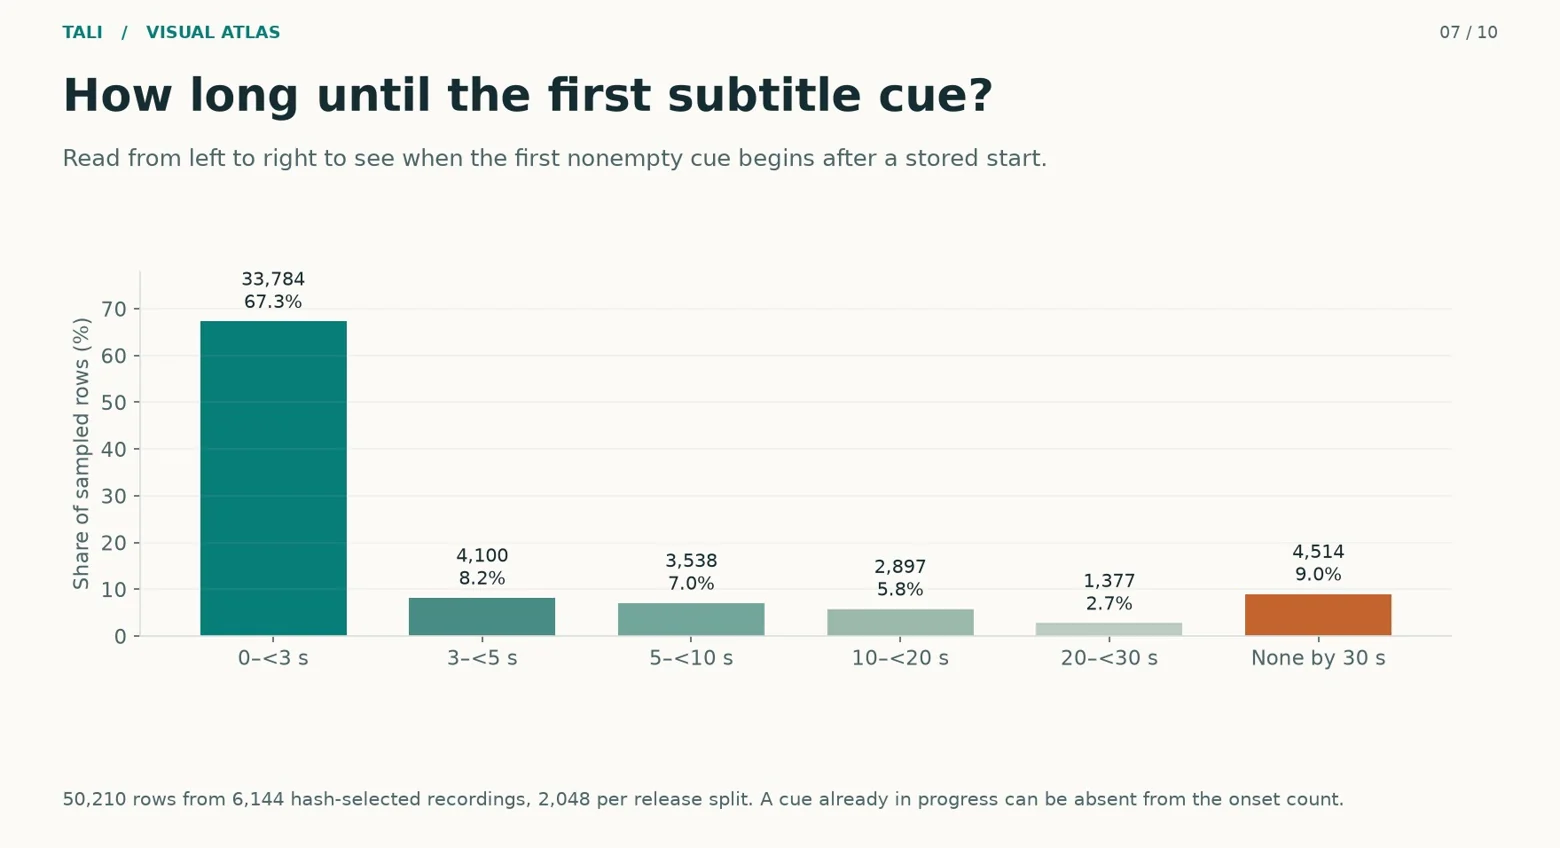 TALI / VISUAL ATLAS
07 / 10
How long until the first subtitle cue?
Read from left to right to see when the first nonempty cue begins after a stored start.
Share of sampled rows (%)
70
60
50
40
30
20
10
0
33,784
67.3%
4,100
8.2%
3,538
7.0%
2,897
5.8%
1,377
2.7%
4,514
9.0%
0–<3 s
3–<5 s
5–<10 s
10–<20 s
20–<30 s
None by 30 s
50,210 rows from 6,144 hash-selected recordings, 2,048 per release split. A cue already in progress can be absent from the onset count.